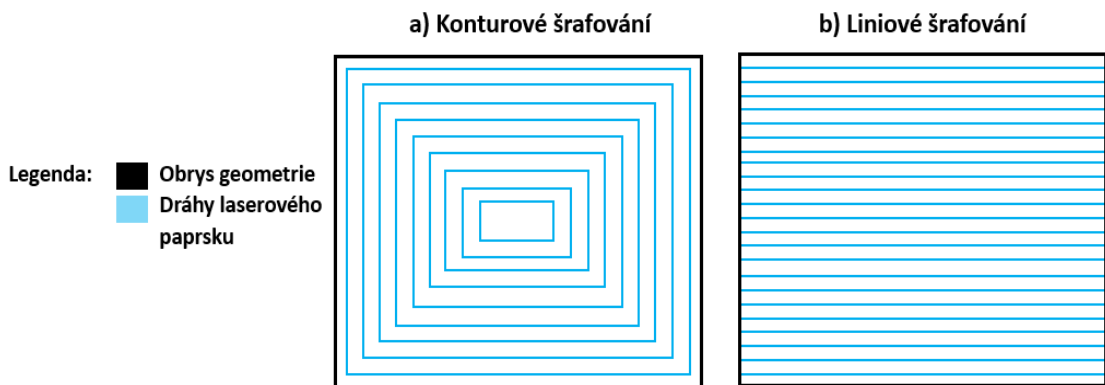 a) Konturové šrafování
b) Liniové šrafování
Legenda:
Obrys geometrie
Dráhy laserového
paprsku